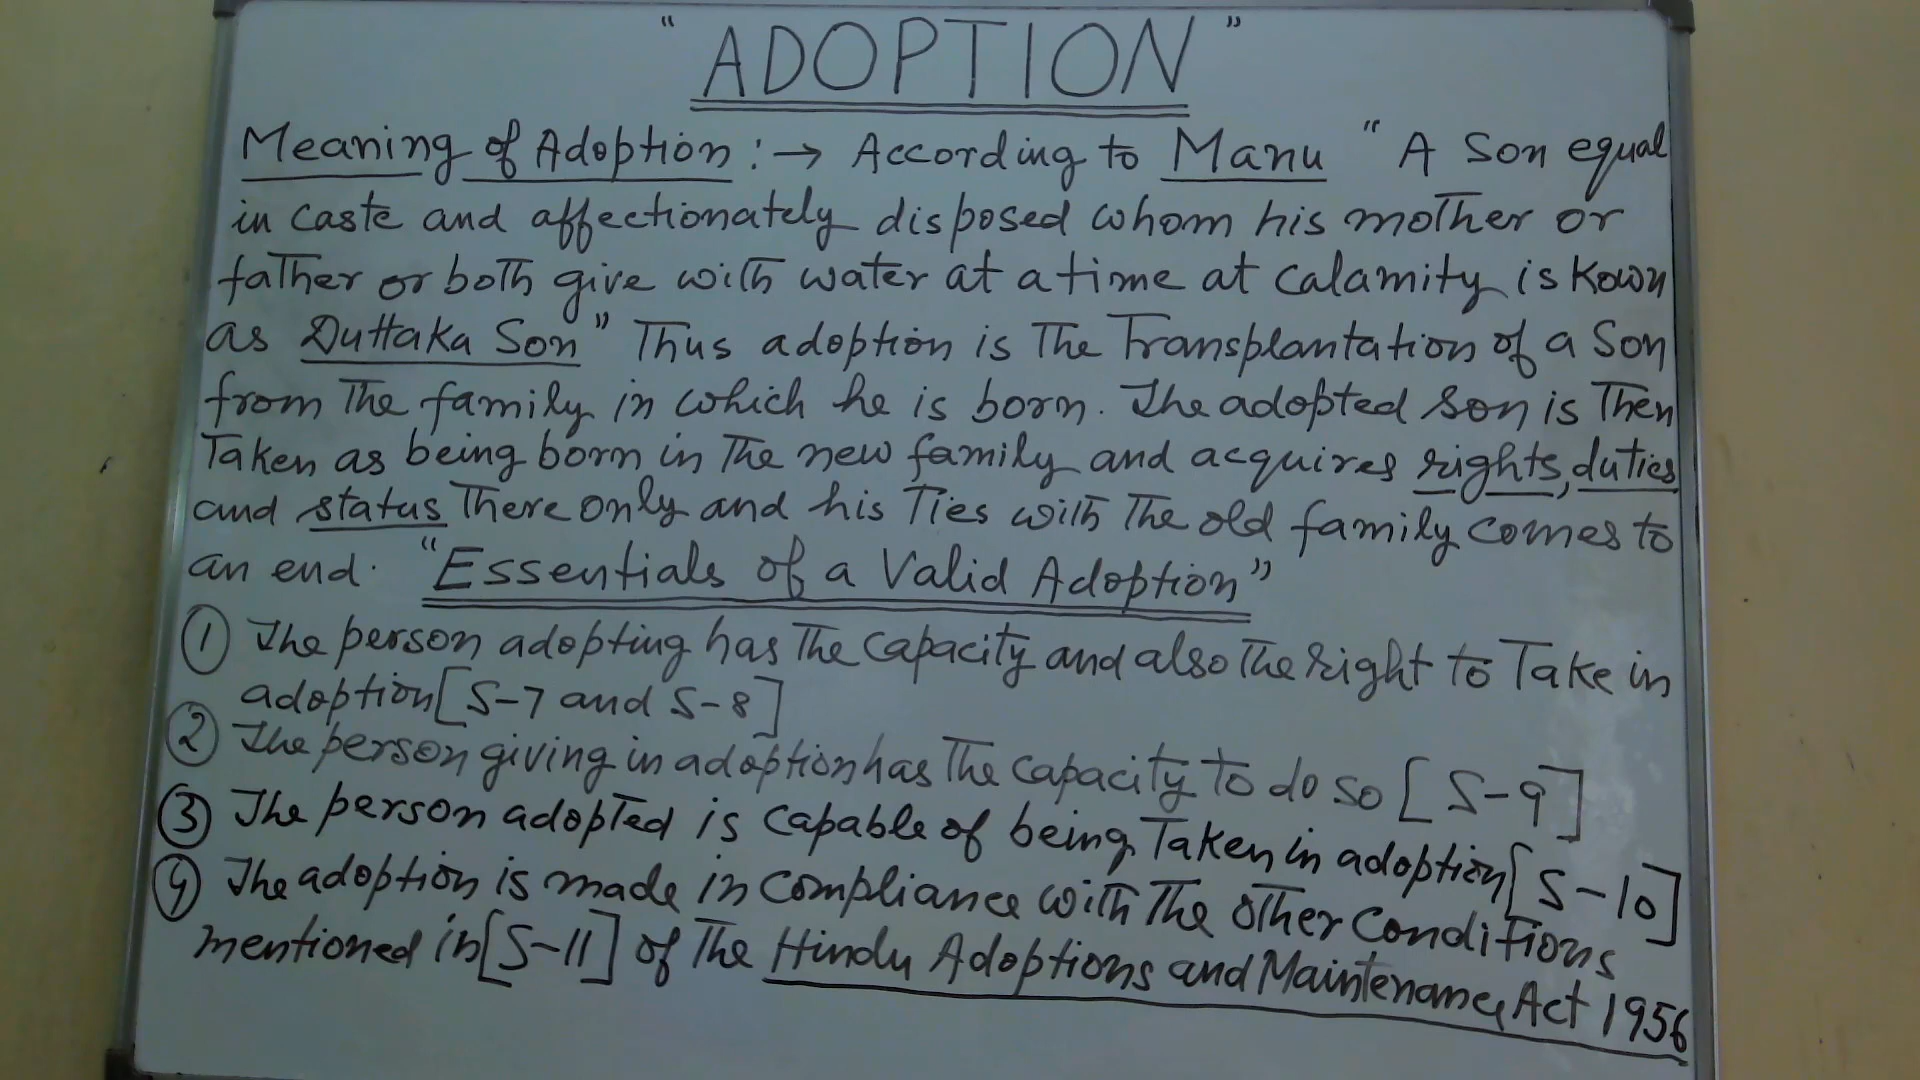 "ADOPTION"
Meaning of Adoption :→ According to Manu "A Son equal
in caste and affectionately disposed whom his mother or
father or both give with water at a time at calamity is Kown
as Duttaka Son" Thus adoption is The Transplantation of a Son
from The family in which he is born. The adopted son is Then
Taken as being born in The new family and acquires rights, duties
and status There only and his Ties with The old family comes to
an end. "Essentials of a Valid Adoption"
① The person adopting has The capacity and also The Right to Take in
adoption [S-7 and S-8]
② The person giving in adoption has The capacity To do so [S-9]
③ The person adopted is capable of being Taken in adoption [S-10]
④ The adoption is made in compliance with The other conditions
mentioned in [S-11] of The Hindu Adoptions and Maintenance Act 1956